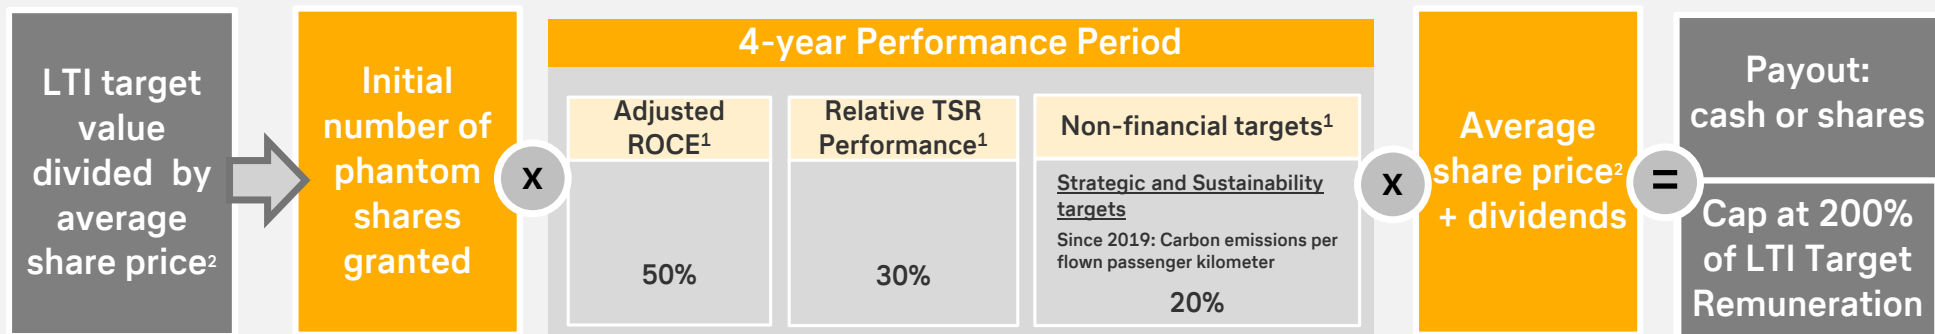 LTI target
value
divided by
average
share price²
Initial
number of
phantom
shares
granted
x
4-year Performance Period
Adjusted
ROCE¹
50%
Relative TSR
Performance¹
30%
Non-financial targets¹
Strategic and Sustainability
targets
Since 2019: Carbon emissions per
flown passenger kilometer
20%
x
Average
share price²
+ dividends
=
Payout:
cash or shares
Cap at 200%
of LTI Target
Remuneration